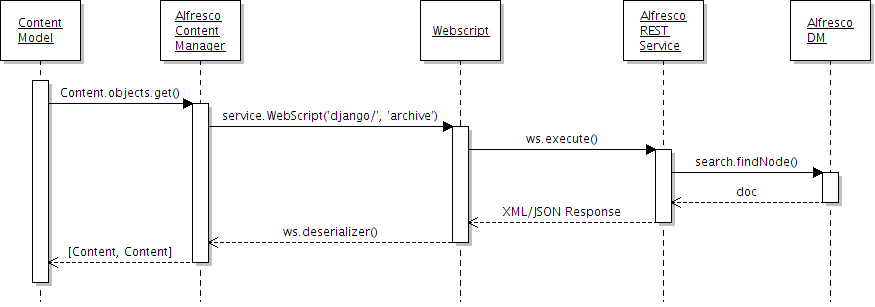 Content
Model
Alfresco
Content
Manager
Webscript
Alfresco
REST
Service
Alfresco
DM
Content.objects.get()
service.WebScript('django/', 'archive')
ws.execute()
search.findNode()
doc
XML/JSON Response
ws.deserializer()
[Content, Content]